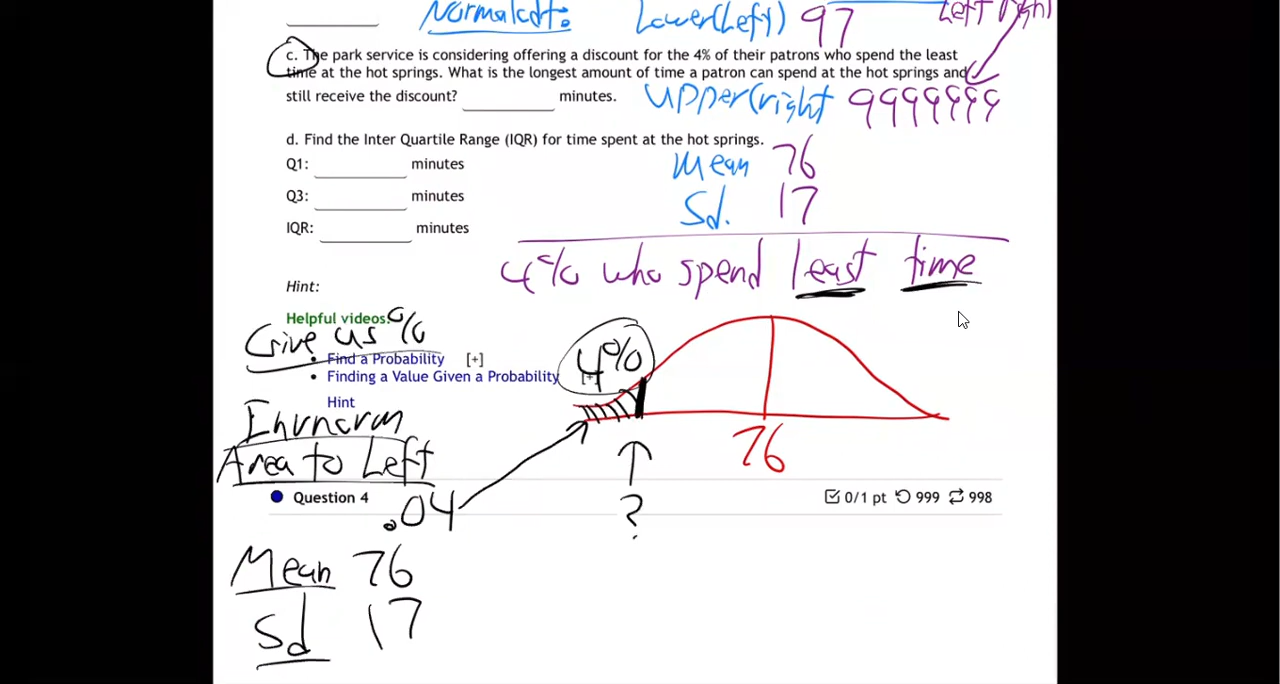 Normalcdf: Lower(Left) 97 Left right
c. The park service is considering offering a discount for the 4% of their patrons who spend the least
time at the hot springs. What is the longest amount of time a patron can spend at the hot springs and
still receive the discount? __________ minutes. Upper(right 9999999
d. Find the Inter Quartile Range (IQR) for time spent at the hot springs.
Mean 76
Q1: __________ minutes
Q3: __________ minutes
Sd. 17
IQR: __________ minutes
4% who spend least time
Hint:
Helpful videos:
Give us %
• Find a Probability [+]
• Finding a Value Given a Probability [+]
4%
Hint
Area to Left
76
Question 4
0/1 pt 999 998
.04
?
Mean 76
Sd 17